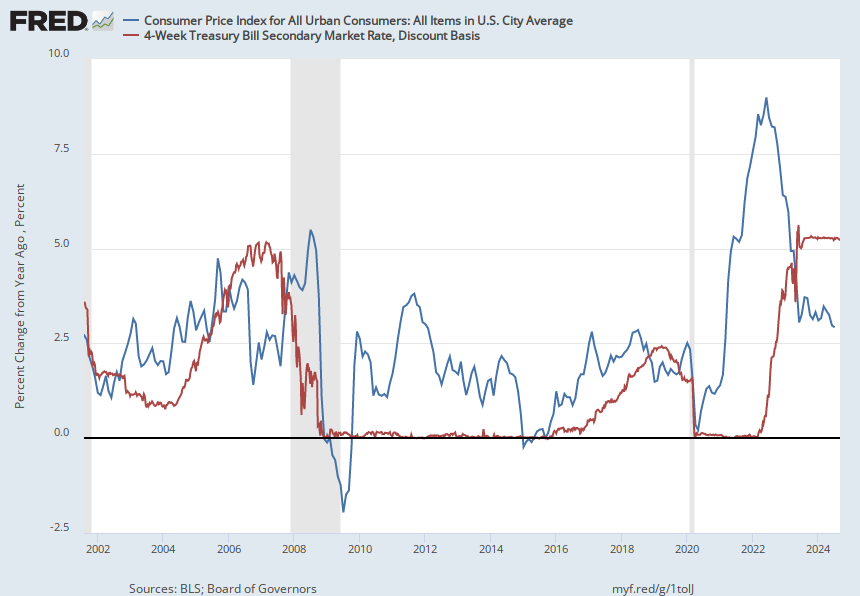 FRED
Consumer Price Index for All Urban Consumers: All Items in U.S. City Average
4-Week Treasury Bill Secondary Market Rate, Discount Basis
Percent Change from Year Ago , Percent
10.0
7.5
5.0
2.5
0.0
-2.5
2002 2004 2006 2008 2010 2012 2014 2016 2018 2020 2022 2024
Sources: BLS; Board of Governors
myf.red/g/1tolJ